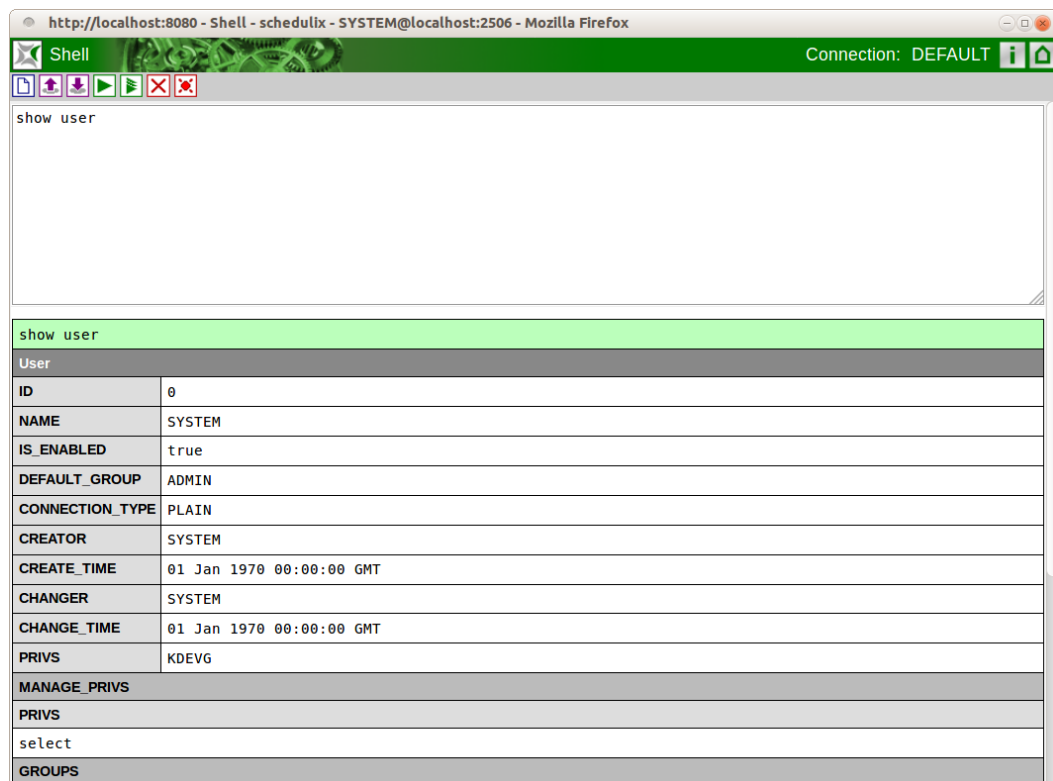 http://localhost:8080 - Shell - schedulix - SYSTEM@localhost:2506 - Mozilla Firefox
Shell Connection: DEFAULT
show user
show user
User
ID 0
NAME SYSTEM
IS_ENABLED true
DEFAULT_GROUP ADMIN
CONNECTION_TYPE PLAIN
CREATOR SYSTEM
CREATE_TIME 01 Jan 1970 00:00:00 GMT
CHANGER SYSTEM
CHANGE_TIME 01 Jan 1970 00:00:00 GMT
PRIVS KDEVG
MANAGE_PRIVS
PRIVS
select
GROUPS